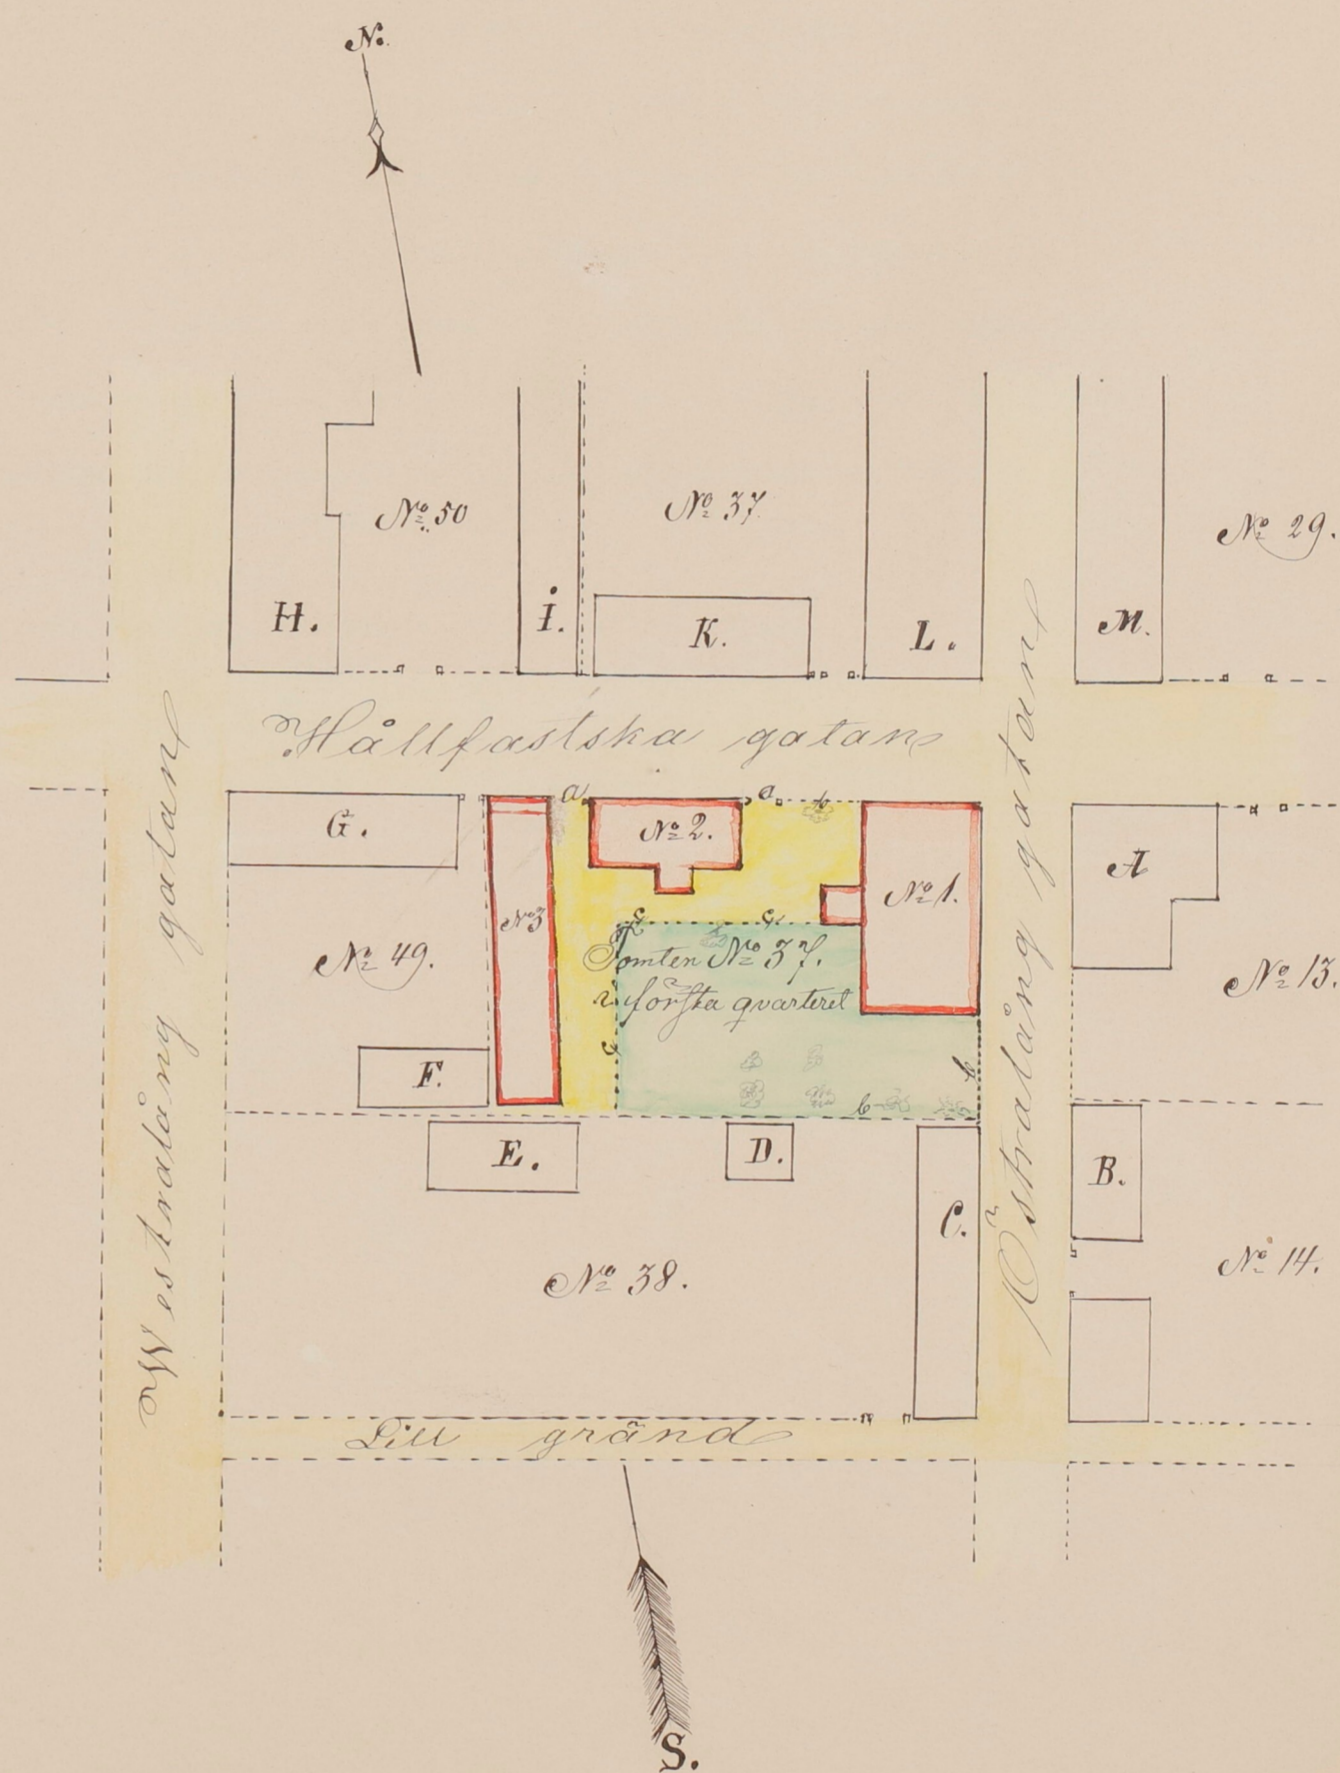 N.
No 50
No 37.
No 29.
H.
I.
K.
L.
M.
Hållfastska gatan
a
a
b
G.
No 2.
No 1.
A
No 3
c
c
Tomten No 37.
i första qvarteret
No 49.
No 13.
c
F.
b
b
E.
D.
C.
B.
No 38.
No 14.
Westralång gatan
Östralång gatan
Lill gränd
S.